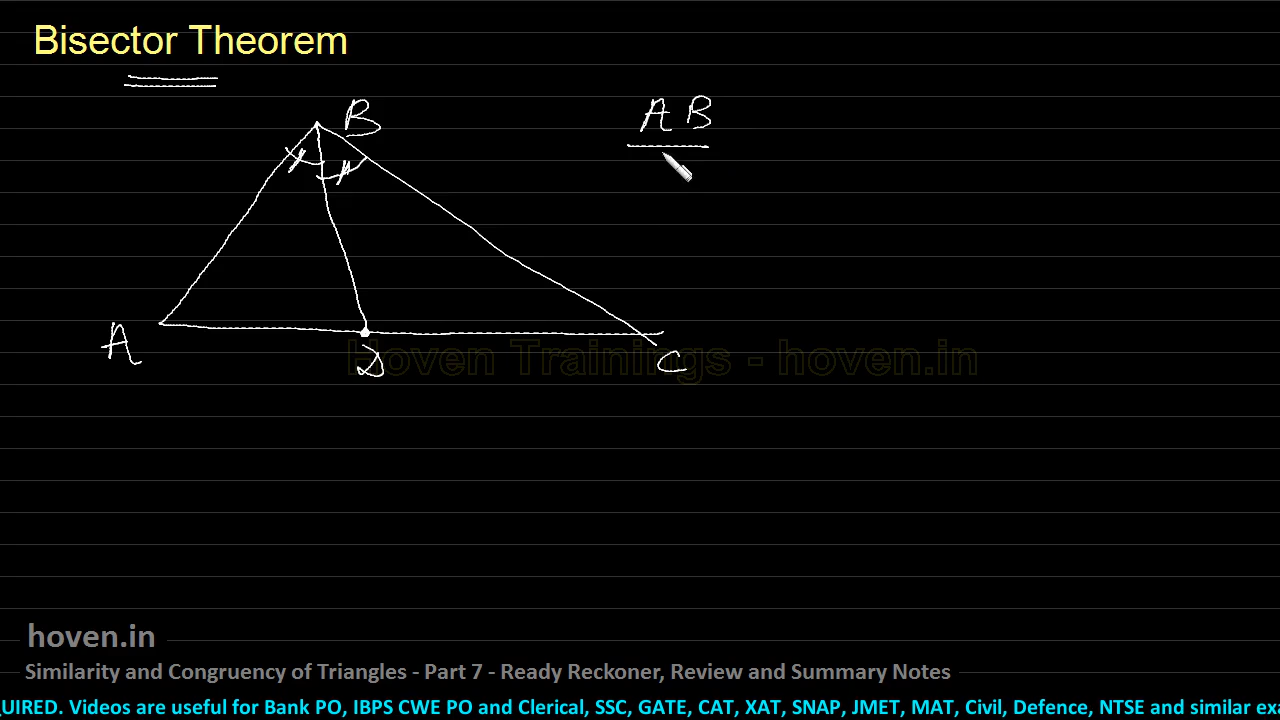 Bisector Theorem
B
AB
A
D
C
Hoven Trainings - hoven.in
hoven.in
Similarity and Congruency of Triangles - Part 7 - Ready Reckoner, Review and Summary Notes
QUIRED. Videos are useful for Bank PO, IBPS CWE PO and Clerical, SSC, GATE, CAT, XAT, SNAP, JMET, MAT, Civil, Defence, NTSE and similar ex